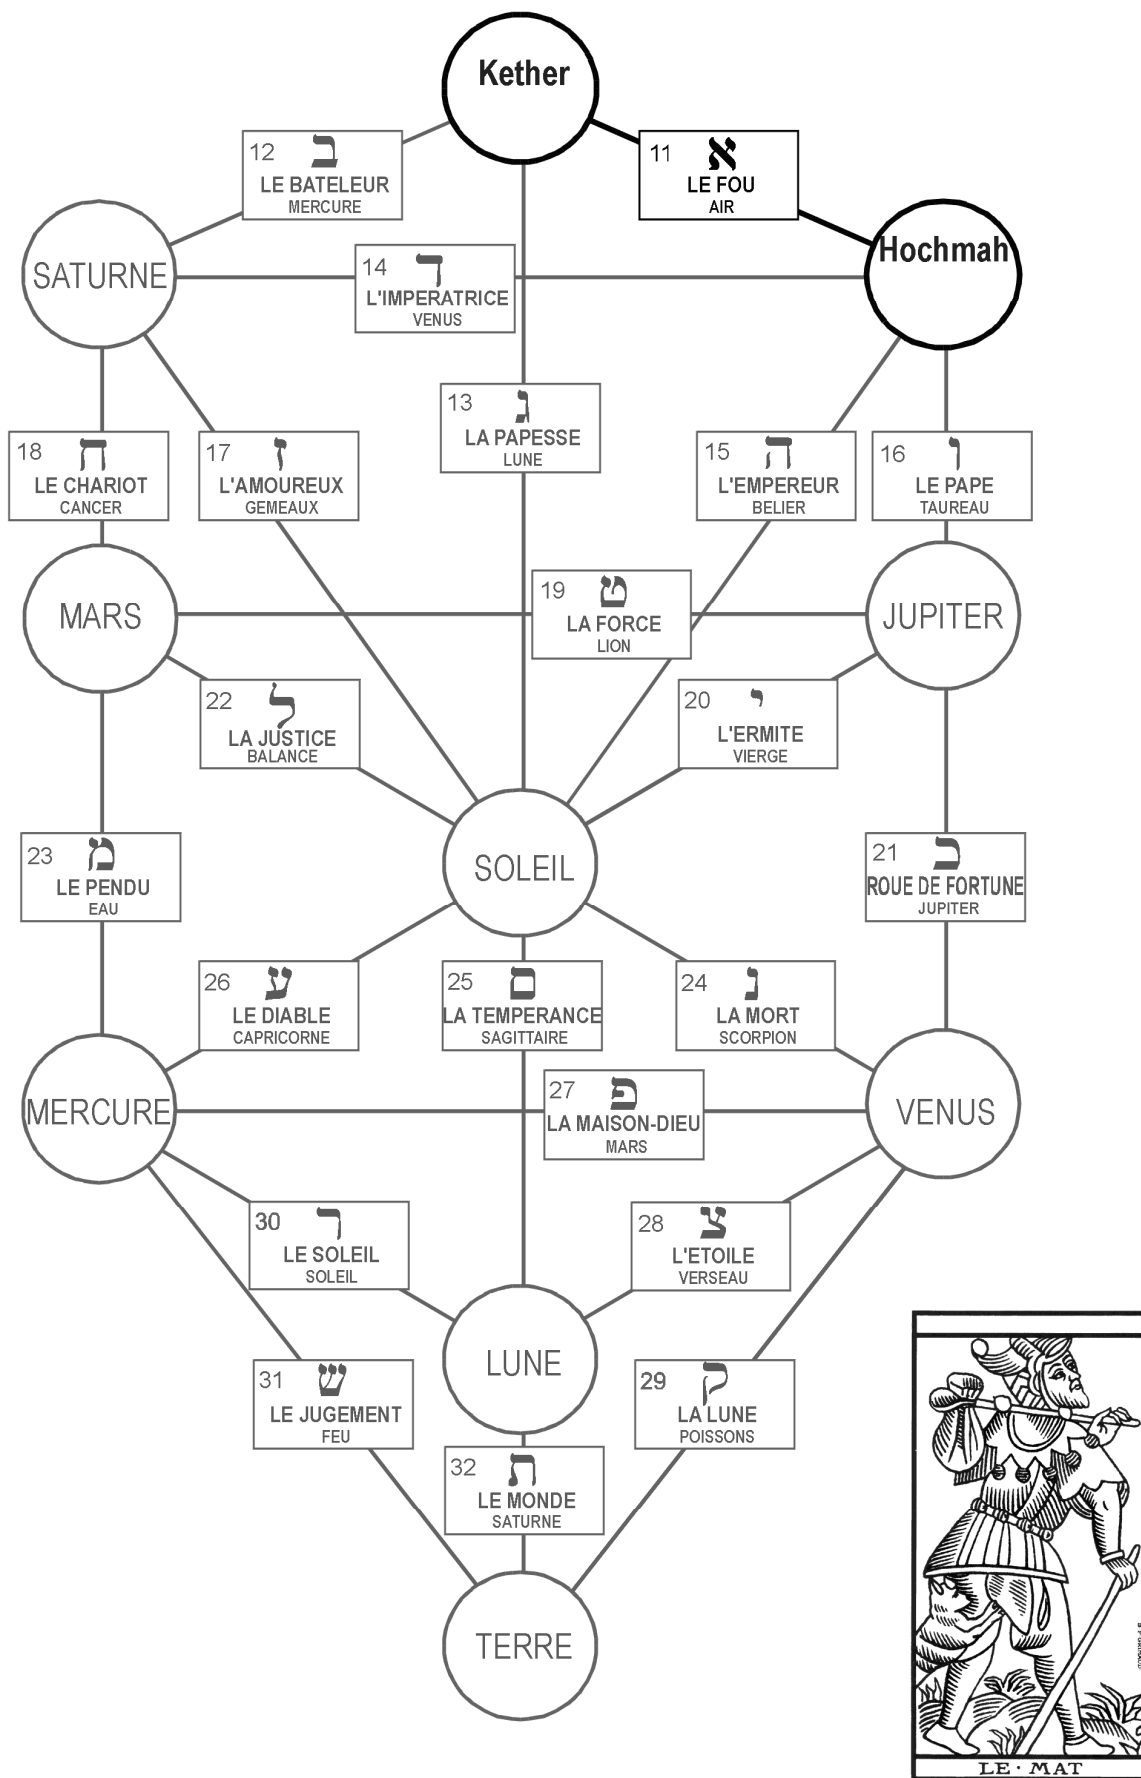 Kether
12 ב
LE BATELEUR
MERCURE
11 א
LE FOU
AIR
SATURNE
14 ד
L'IMPERATRICE
VENUS
Hochmah
13 ג
LA PAPESSE
LUNE
18 ח
LE CHARIOT
CANCER
17 ז
L'AMOUREUX
GEMEAUX
15 ה
L'EMPEREUR
BELIER
16 ו
LE PAPE
TAUREAU
MARS
19 ט
LA FORCE
LION
JUPITER
22 ל
LA JUSTICE
BALANCE
20 י
L'ERMITE
VIERGE
23 מ
LE PENDU
EAU
SOLEIL
21 כ
ROUE DE FORTUNE
JUPITER
26 ע
LE DIABLE
CAPRICORNE
25 ם
LA TEMPERANCE
SAGITTAIRE
24 נ
LA MORT
SCORPION
MERCURE
27 פ
LA MAISON-DIEU
MARS
VENUS
30 ר
LE SOLEIL
SOLEIL
28 צ
L'ETOILE
VERSEAU
LUNE
31 ש
LE JUGEMENT
FEU
29 ק
LA LUNE
POISSONS
32 ת
LE MONDE
SATURNE
TERRE
LE · MAT